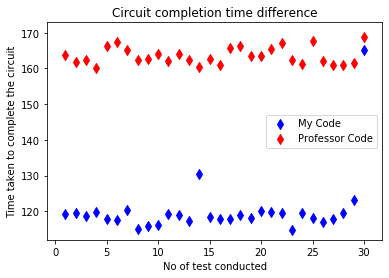 Circuit completion time difference
Time taken to complete the circuit
170
160
150
140
130
120
My Code
Professor Code
0
5
10
15
20
25
30
No of test conducted